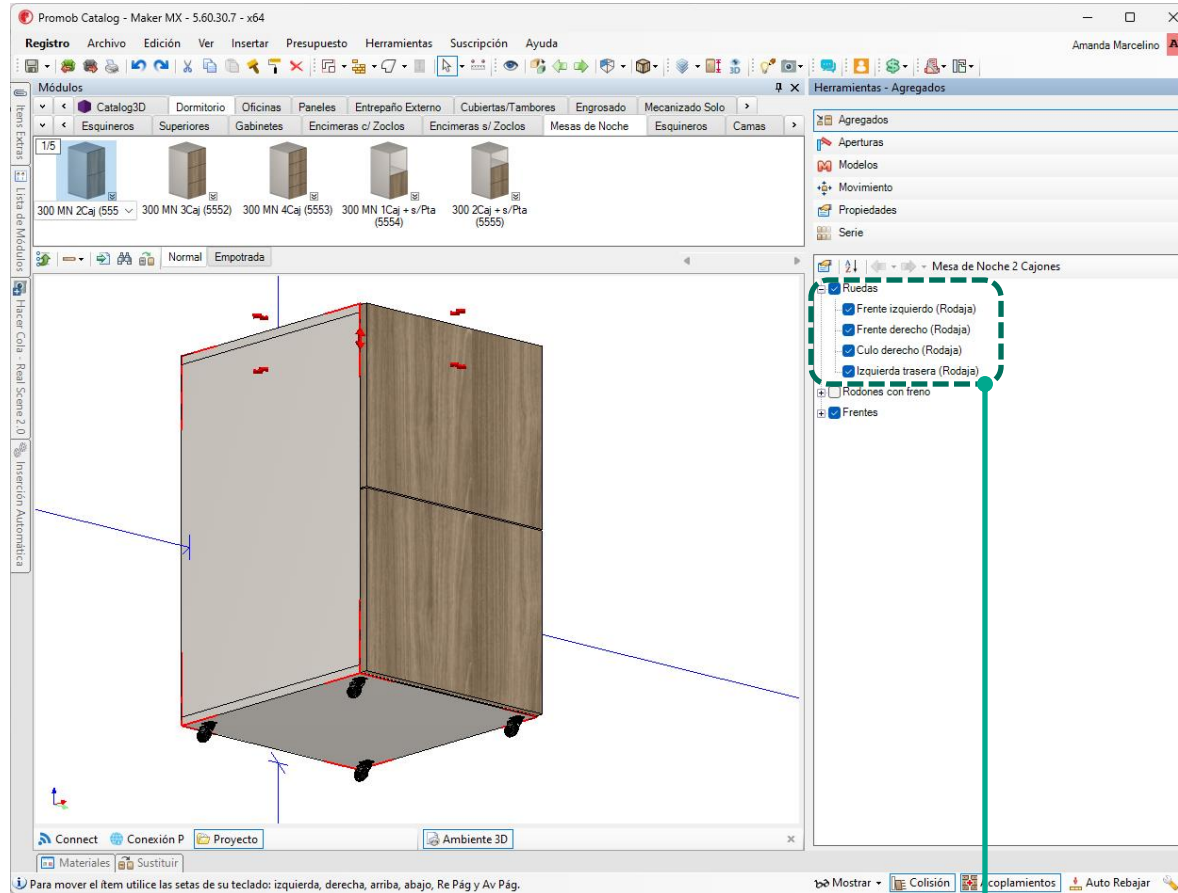 Promob Catalog - Maker MX - 5.60.30.7 - x64
Registro Archivo Edición Ver Insertar Presupuesto Herramientas Suscripción Ayuda
Amanda Marcelino A
Módulos
Herramientas - Agregados
Catalog3D Dormitorio Oficinas Paneles Entrepaño Externo Cubiertas/Tambores Engrosado Mecanizado Solo
Esquineros Superiores Gabinetes Encimeras c/ Zoclos Encimeras s/ Zoclos Mesas de Noche Esquineros Camas
1/5
300 MN 2Caj (555
300 MN 3Caj (5552)
300 MN 4Caj (5553)
300 MN 1Caj + s/Pta
(5554)
300 2Caj + s/Pta
(5555)
Normal Empotrada
Itens Extras
Lista de Módulos
Hacer Cola - Real Scene 2.0
Inserción Automática
Agregados
Aperturas
Modelos
Movimiento
Propiedades
Serie
Mesa de Noche 2 Cajones
Ruedas
Frente izquierdo (Rodaja)
Frente derecho (Rodaja)
Culo derecho (Rodaja)
Izquierda trasera (Rodaja)
Rodones con freno
Frentes
Connect Conexión P Proyecto Ambiente 3D
Materiales Sustituir
Para mover el ítem utilice las setas de su teclado: izquierda, derecha, arriba, abajo, Re Pág y Av Pág.
Mostrar Colisión coplamientos Auto Rebajar